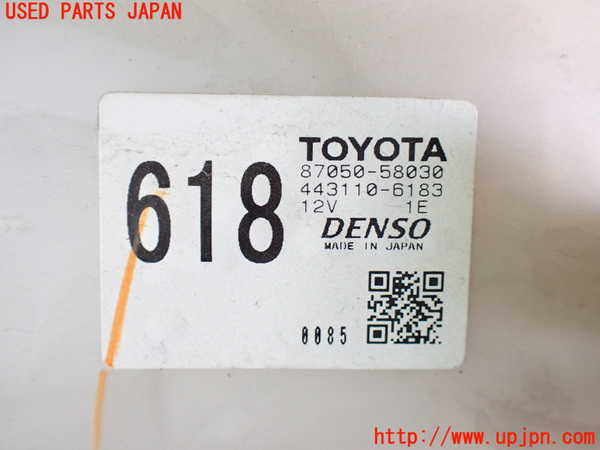 USED PARTS JAPAN
618
TOYOTA
87050-58030
443110-6183
12V 1E
DENSO
MADE IN JAPAN
0085
http://www.upjpn.com/